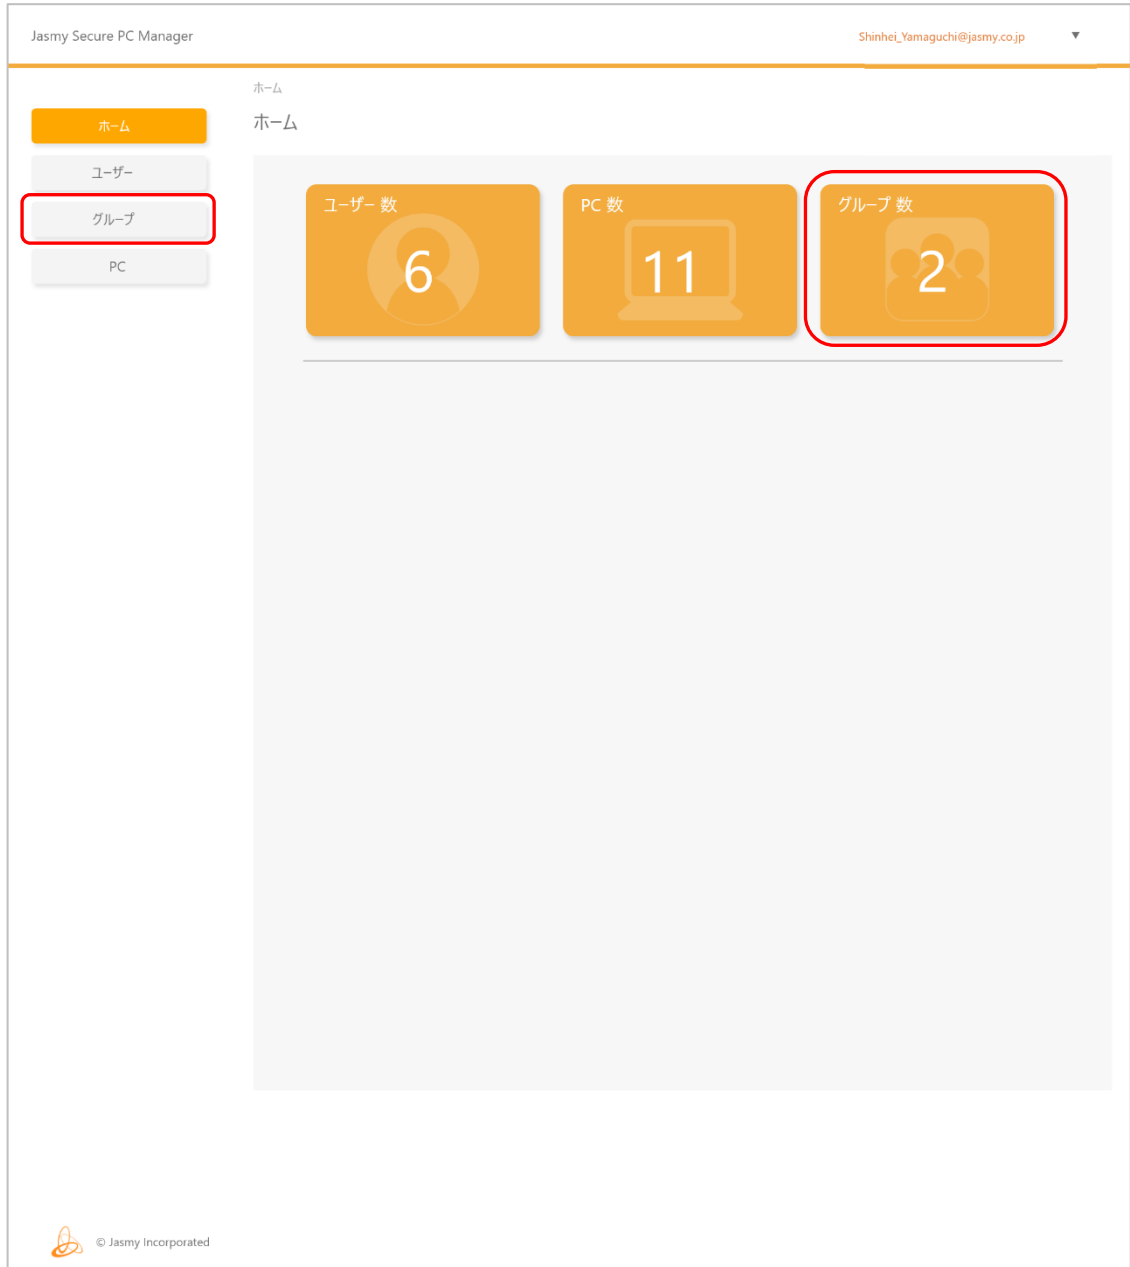 Jasmy Secure PC Manager
Shinhei_Yamaguchi@jasmy.co.jp ▼
ホーム
ホーム
ホーム
ユーザー
グループ
PC
ユーザー 数
6
PC 数
11
グループ 数
2
© Jasmy Incorporated